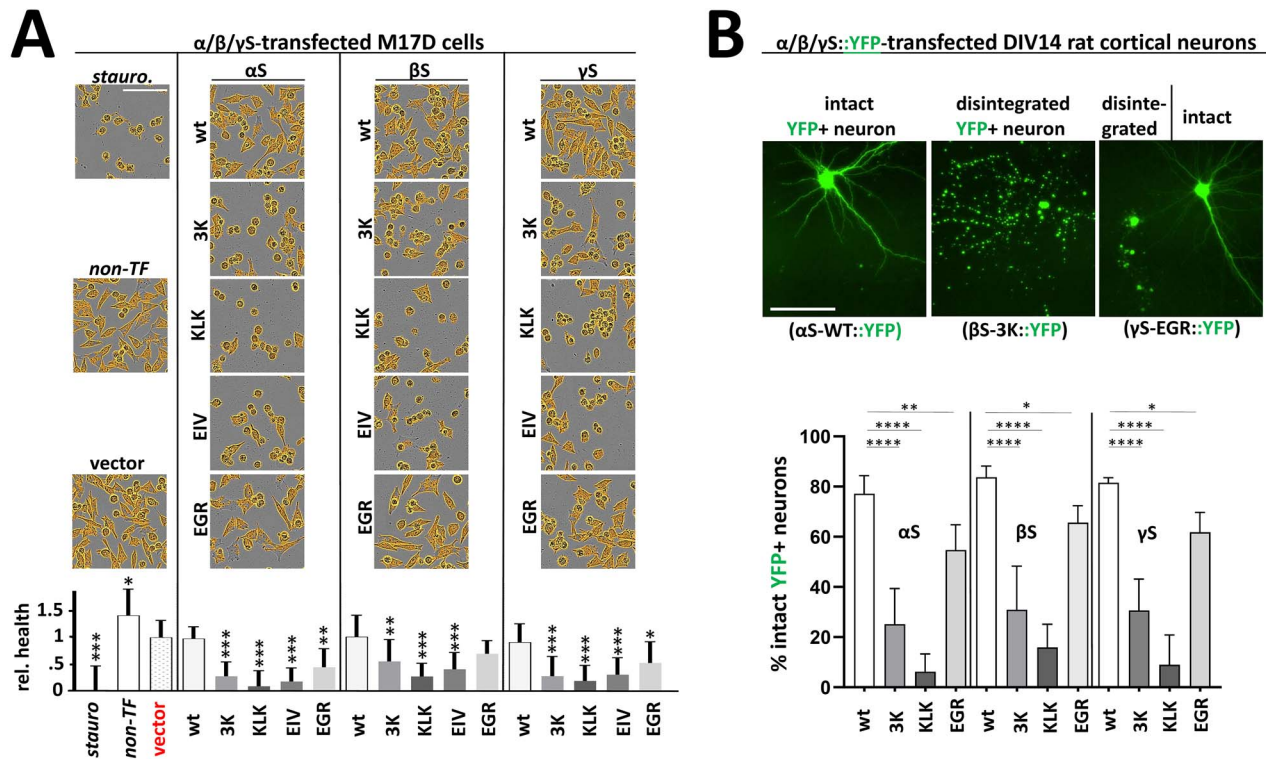 A
α/β/γS-transfected M17D cells
stauro.
αS
βS
γS
wt
wt
wt
3K
3K
3K
non-TF
KLK
KLK
KLK
EIV
EIV
EIV
vector
EGR
EGR
EGR
rel. health
1.5
1
.5
0
***
*
***
***
***
**
**
***
***
***
***
***
*
stauro
non-TF
vector
wt
3K
KLK
EIV
EGR
wt
3K
KLK
EIV
EGR
wt
3K
KLK
EIV
EGR
B
α/β/γS::YFP-transfected DIV14 rat cortical neurons
intact
YFP+ neuron
disintegrated
YFP+ neuron
disinte-
grated
intact
(αS-WT::YFP)
(βS-3K::YFP)
(γS-EGR::YFP)
% intact YFP+ neurons
100
80
60
40
20
0
**
****
****
*
****
****
*
****
****
αS
βS
γS
wt
3K
KLK
EGR
wt
3K
KLK
EGR
wt
3K
KLK
EGR